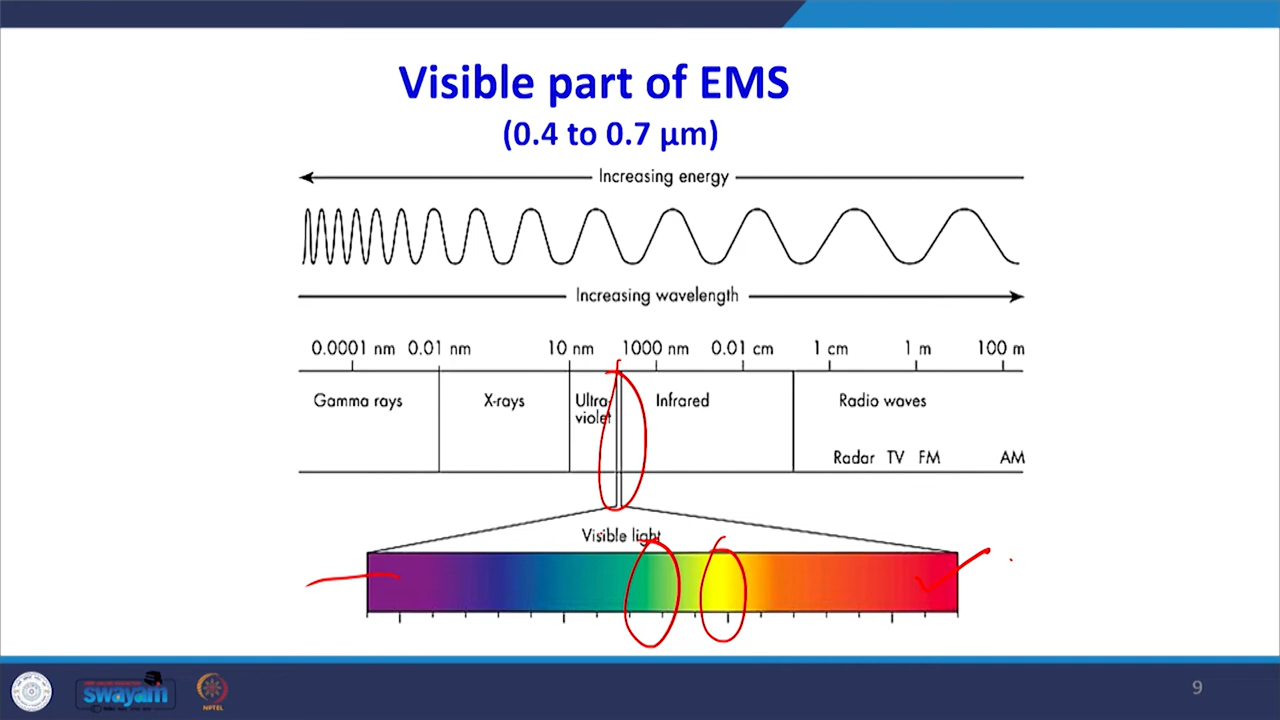 Visible part of EMS
(0.4 to 0.7 µm)
Increasing energy
Increasing wavelength
0.0001 nm 0.01 nm 10 nm 1000 nm 0.01 cm 1 cm 1 m 100 m
Gamma rays X-rays Ultra- Infrared Radio waves
violet
Radar TV FM AM
Visible light
swayam
NPTEL
9